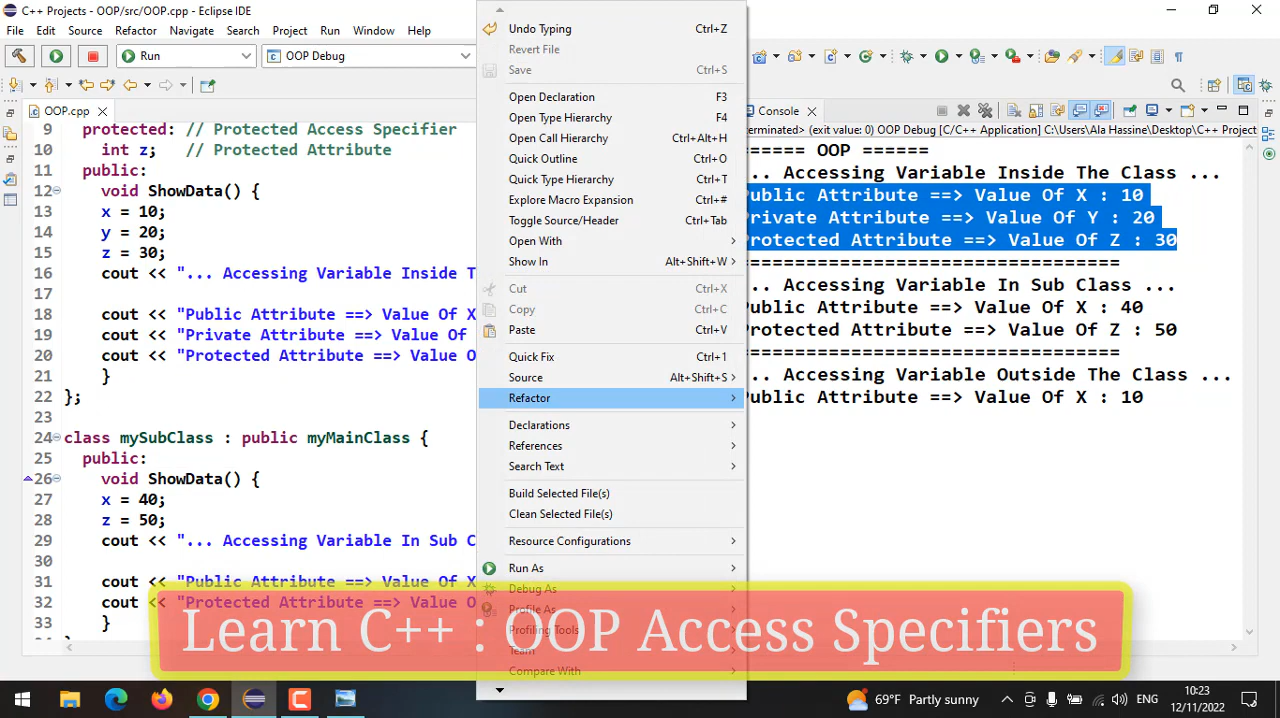 C++ Projects - OOP/src/OOP.cpp - Eclipse IDE
File Edit Source Refactor Navigate Search Project Run Window Help
Run
OOP Debug
OOP.cpp
9 protected: // Protected Access Specifier
10 int z; // Protected Attribute
11 public:
12 void ShowData() {
13 x = 10;
14 y = 20;
15 z = 30;
16 cout << "... Accessing Variable Inside T
17
18 cout << "Public Attribute ==> Value Of X
19 cout << "Private Attribute ==> Value Of
20 cout << "Protected Attribute ==> Value O
21 }
22 };
23
24 class mySubClass : public myMainClass {
25 public:
26 void ShowData() {
27 x = 40;
28 z = 50;
29 cout << "... Accessing Variable In Sub C
30
31 cout << "Public Attribute ==> Value Of X
32 cout << "Protected Attribute ==> Value O
33 }
Undo Typing Ctrl+Z
Revert File
Save Ctrl+S
Open Declaration F3
Open Type Hierarchy F4
Open Call Hierarchy Ctrl+Alt+H
Quick Outline Ctrl+O
Quick Type Hierarchy Ctrl+T
Explore Macro Expansion Ctrl+#
Toggle Source/Header Ctrl+Tab
Open With
Show In Alt+Shift+W
Cut Ctrl+X
Copy Ctrl+C
Paste Ctrl+V
Quick Fix Ctrl+1
Source Alt+Shift+S
Refactor
Declarations
References
Search Text
Build Selected File(s)
Clean Selected File(s)
Resource Configurations
Run As
Debug As
Profile As
Profiling Tools
Team
Compare With
Console
terminated> (exit value: 0) OOP Debug [C/C++ Application] C:\Users\Ala Hassine\Desktop\C++ Project
====== OOP ======
.. Accessing Variable Inside The Class ...
Public Attribute ==> Value Of X : 10
Private Attribute ==> Value Of Y : 20
Protected Attribute ==> Value Of Z : 30
==================================
.. Accessing Variable In Sub Class ...
Public Attribute ==> Value Of X : 40
Protected Attribute ==> Value Of Z : 50
==================================
.. Accessing Variable Outside The Class ...
Public Attribute ==> Value Of X : 10
Learn C++ : OOP Access Specifiers
69°F Partly sunny
ENG
10:23
12/11/2022